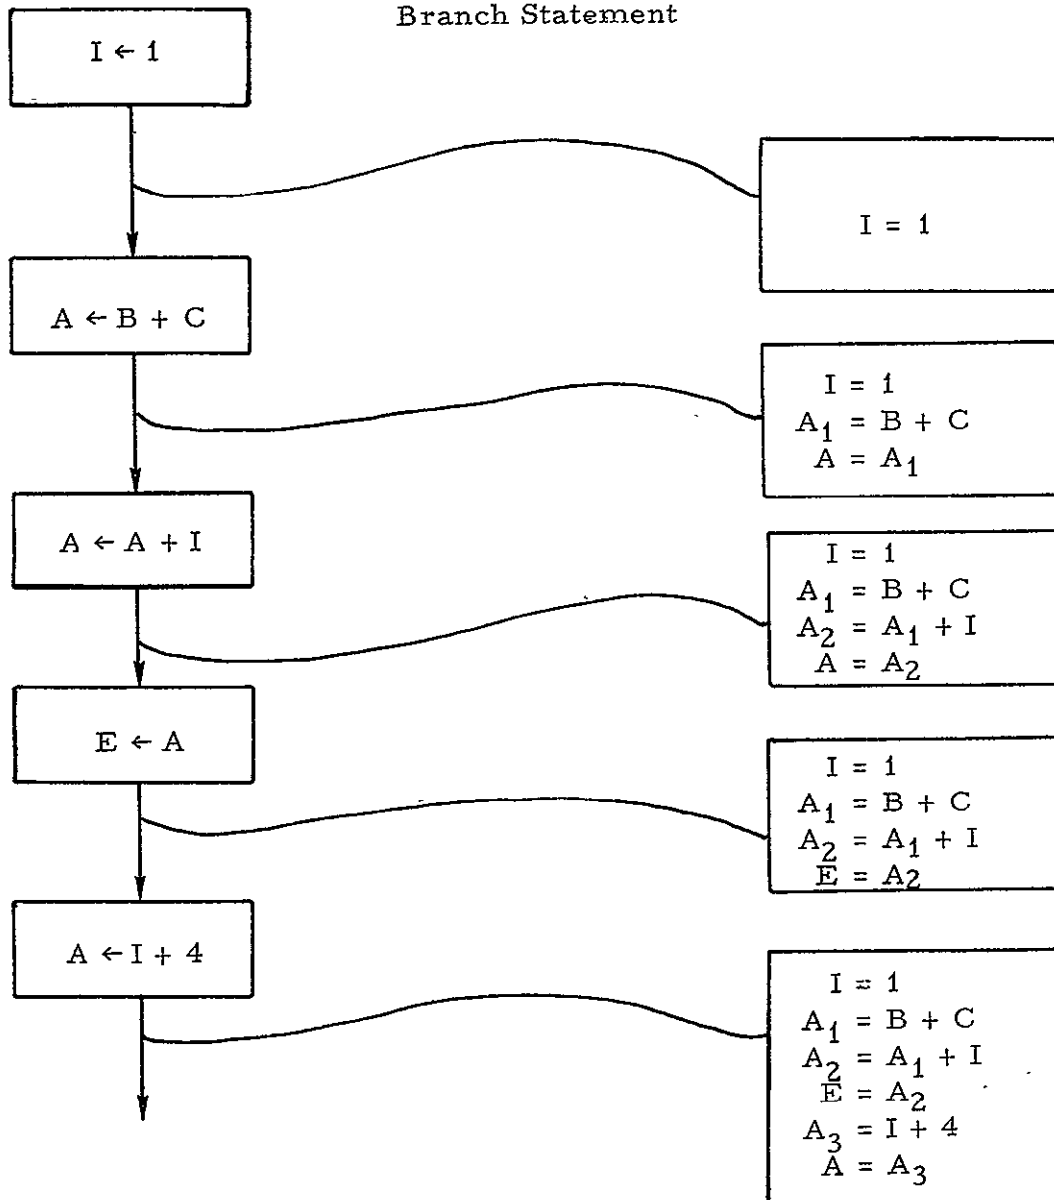 Branch Statement
I ← 1
I = 1
A ← B + C
I = 1
A₁ = B + C
A = A₁
A ← A + I
I = 1
A₁ = B + C
A₂ = A₁ + I
A = A₂
E ← A
I = 1
A₁ = B + C
A₂ = A₁ + I
E = A₂
A ← I + 4
I = 1
A₁ = B + C
A₂ = A₁ + I
E = A₂
A₃ = I + 4
A = A₃